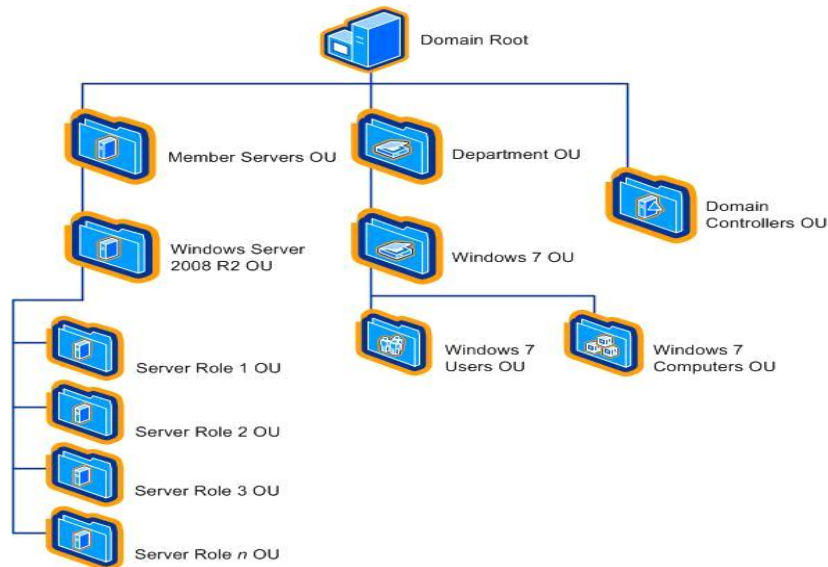 Domain Root
Member Servers OU
Department OU
Domain
Controllers OU
Windows Server
2008 R2 OU
Windows 7 OU
Server Role 1 OU
Windows 7
Users OU
Windows 7
Computers OU
Server Role 2 OU
Server Role 3 OU
Server Role n OU